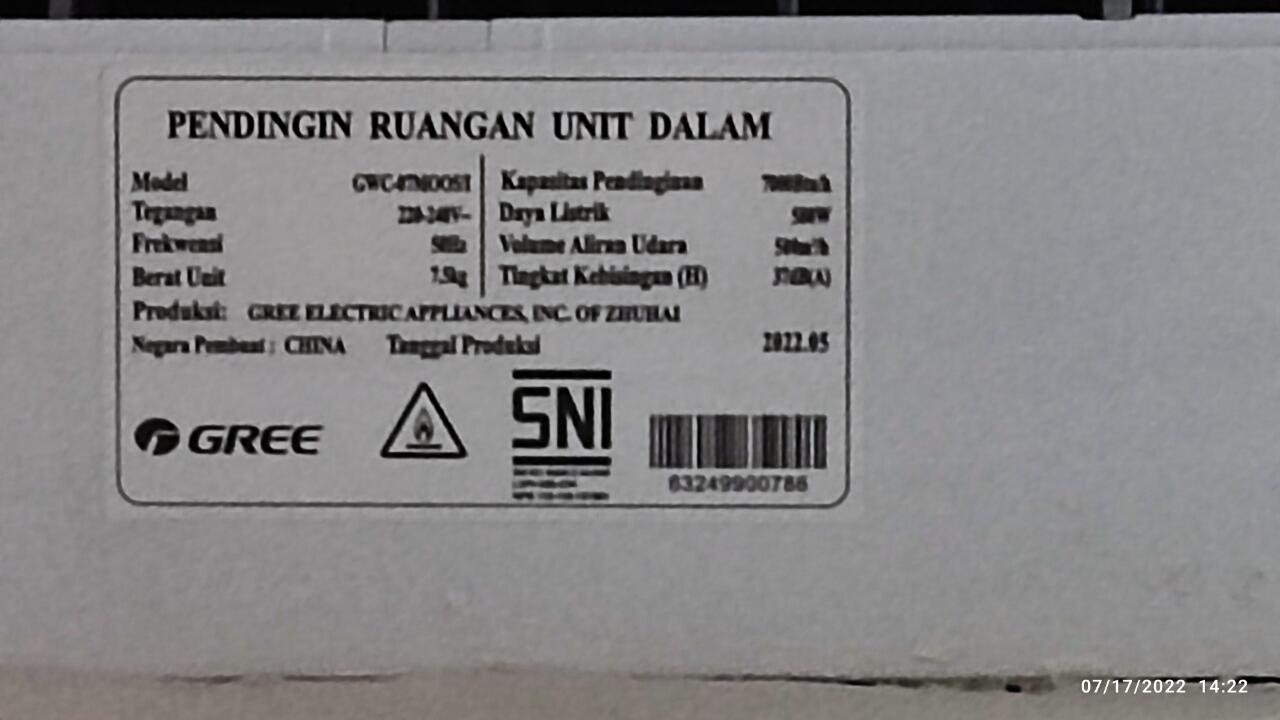 PENDINGIN RUANGAN UNIT DALAM
Model
Tegangan 220-240V~
Frekwensi 50Hz
Berat Unit 7.5kg
Kapasitas Pendinginan
Daya Listrik
Volume Aliran Udara
Tingkat Kebisingan (H) 37dB(A)
Produksi: GREE ELECTRIC APPLIANCES, INC. OF ZHUHAI
Negara Pembuat : CHINA Tanggal Produksi 2022.05
GREE
SNI
63249900786
07/17/2022 14:22